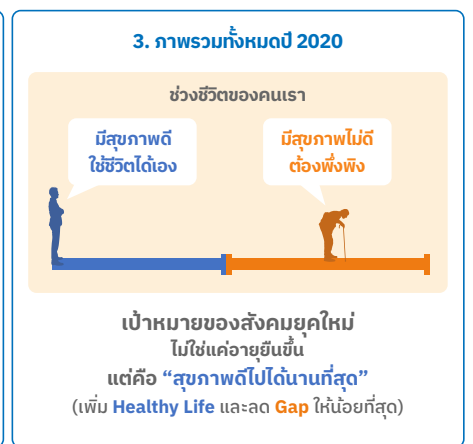 3. ภาพรวมทั้งหมดปี 2020
ช่วงชีวิตของคนเรา
มีสุขภาพดี
ใช้ชีวิตได้เอง
มีสุขภาพไม่ดี
ต้องพึ่งพิง
เป้าหมายของสังคมยุคใหม่
ไม่ใช่แค่อายุยืนขึ้น
แต่คือ “สุขภาพดีไปได้นานที่สุด”
(เพิ่ม Healthy Life และลด Gap ให้น้อยที่สุด)